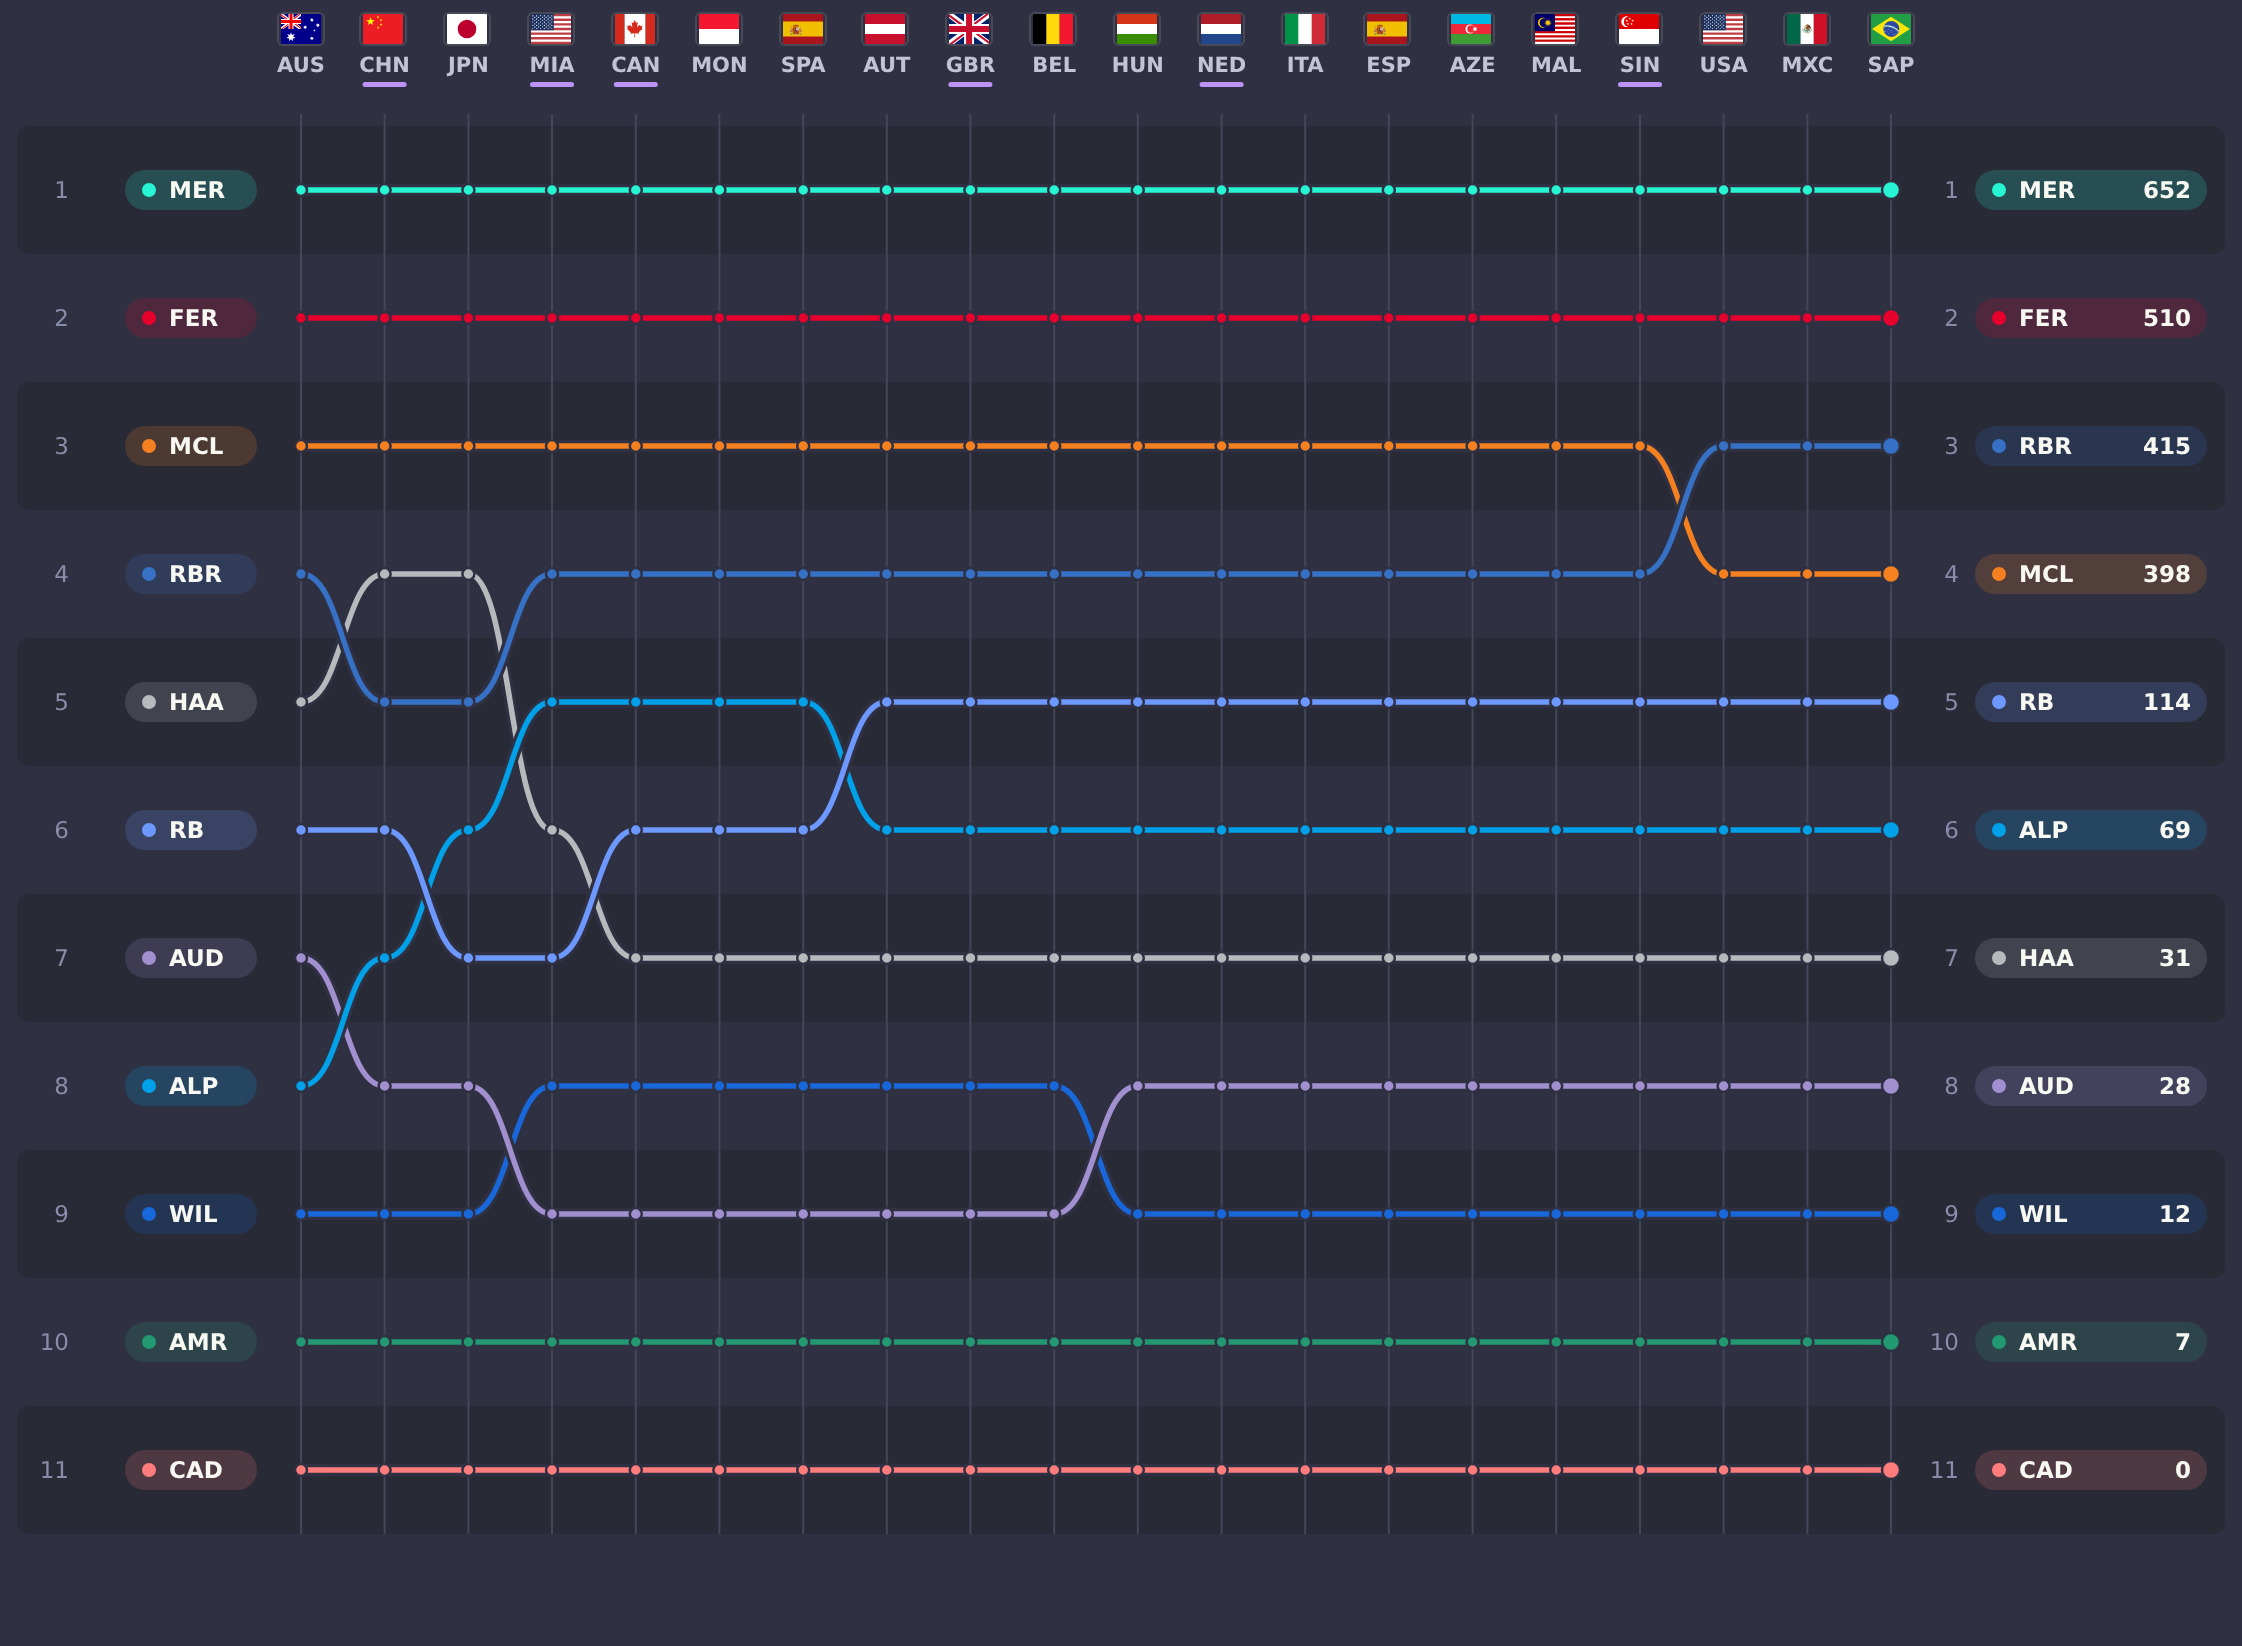 AUS CHN JPN MIA CAN MON SPA AUT GBR BEL HUN NED ITA ESP AZE MAL SIN USA MXC SAP
1 MER 1 MER 652
2 FER 2 FER 510
3 MCL 3 RBR 415
4 RBR 4 MCL 398
5 HAA 5 RB 114
6 RB 6 ALP 69
7 AUD 7 HAA 31
8 ALP 8 AUD 28
9 WIL 9 WIL 12
10 AMR 10 AMR 7
11 CAD 11 CAD 0